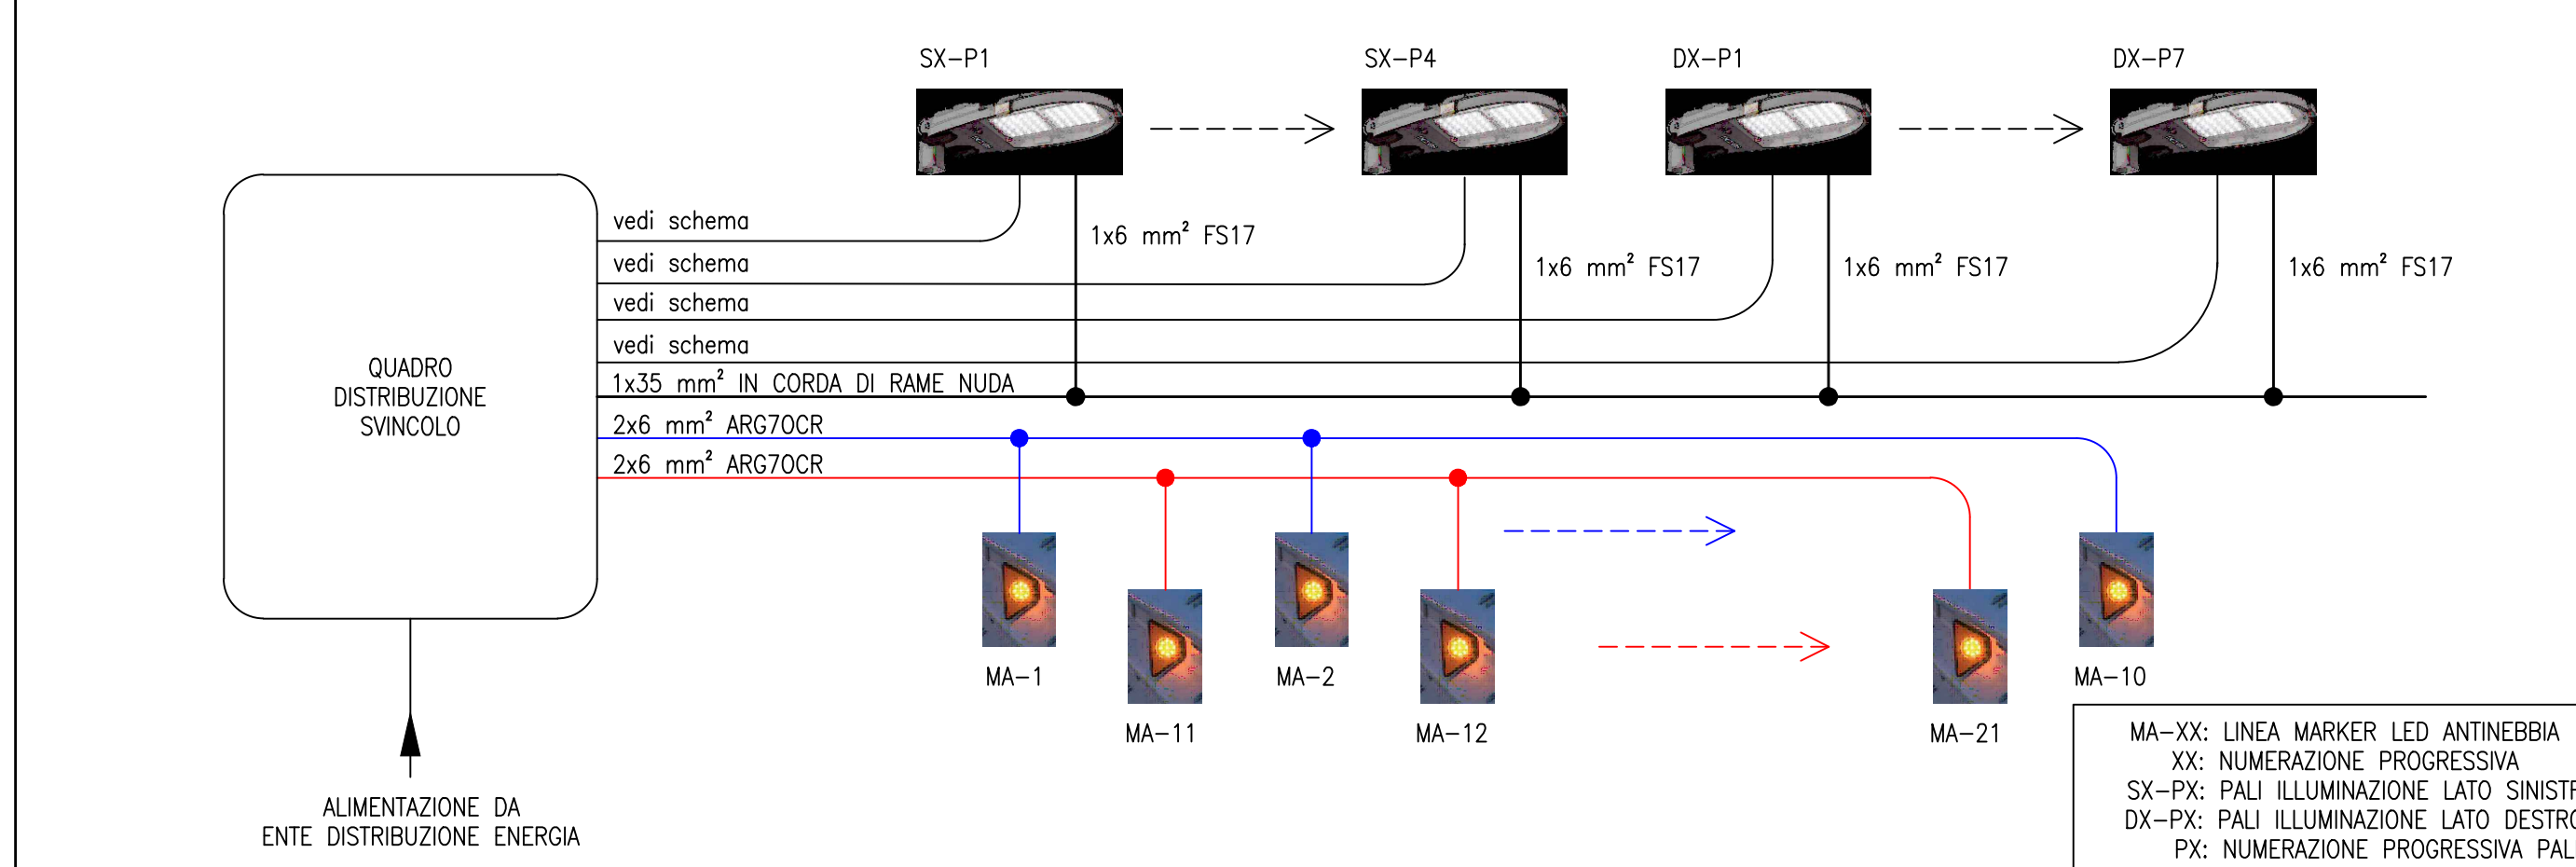 SX-P1
SX-P4
DX-P1
DX-P7
vedi schema
1x6 mm² FS17
vedi schema
1x6 mm² FS17
1x6 mm² FS17
1x6 mm² FS17
vedi schema
vedi schema
QUADRO
DISTRIBUZIONE
SVINCOLO
1x35 mm² IN CORDA DI RAME NUDA
2x6 mm² ARG7OCR
2x6 mm² ARG7OCR
MA-1
MA-2
MA-10
MA-11
MA-12
MA-21
MA-XX: LINEA MARKER LED ANTINEBBIA
XX: NUMERAZIONE PROGRESSIVA
SX-PX: PALI ILLUMINAZIONE LATO SINISTR
DX-PX: PALI ILLUMINAZIONE LATO DESTRO
PX: NUMERAZIONE PROGRESSIVA PAL
ALIMENTAZIONE DA
ENTE DISTRIBUZIONE ENERGIA